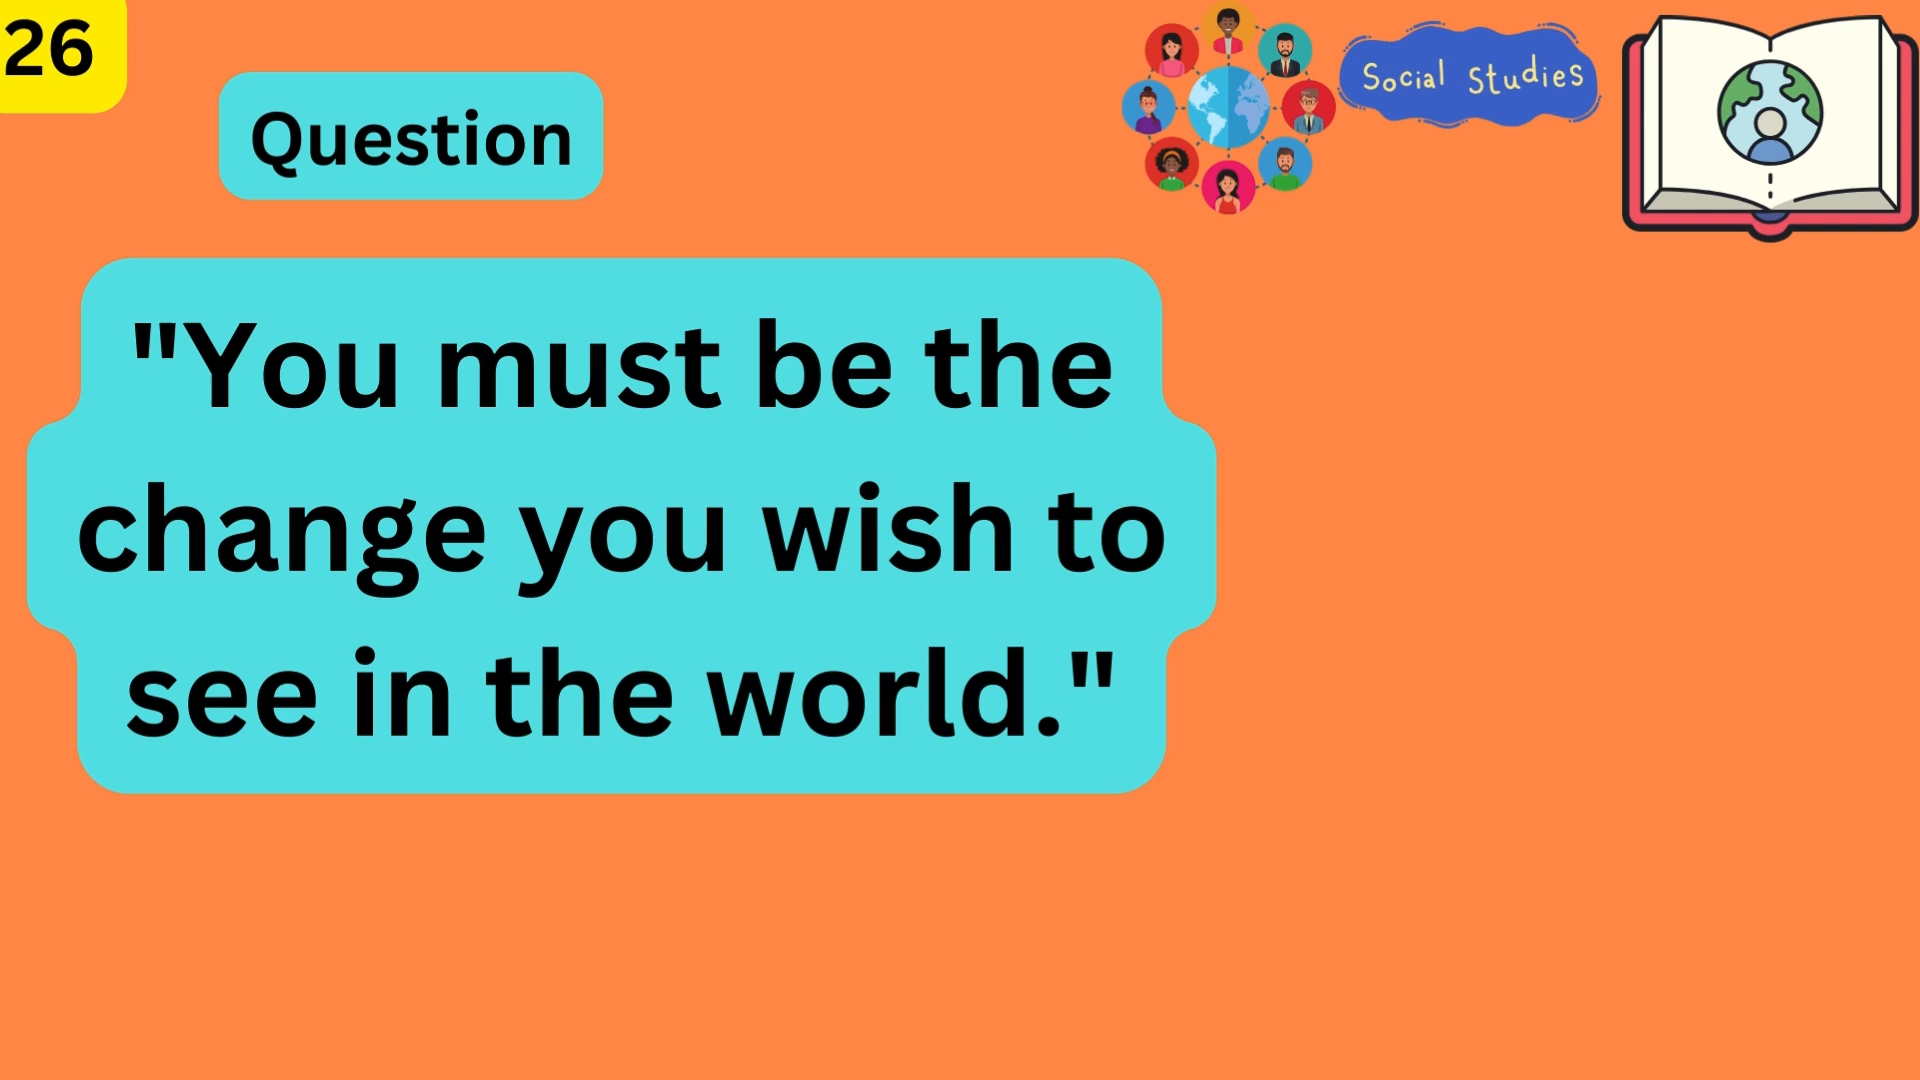 26
Question
Social Studies
"You must be the
change you wish to
see in the world."